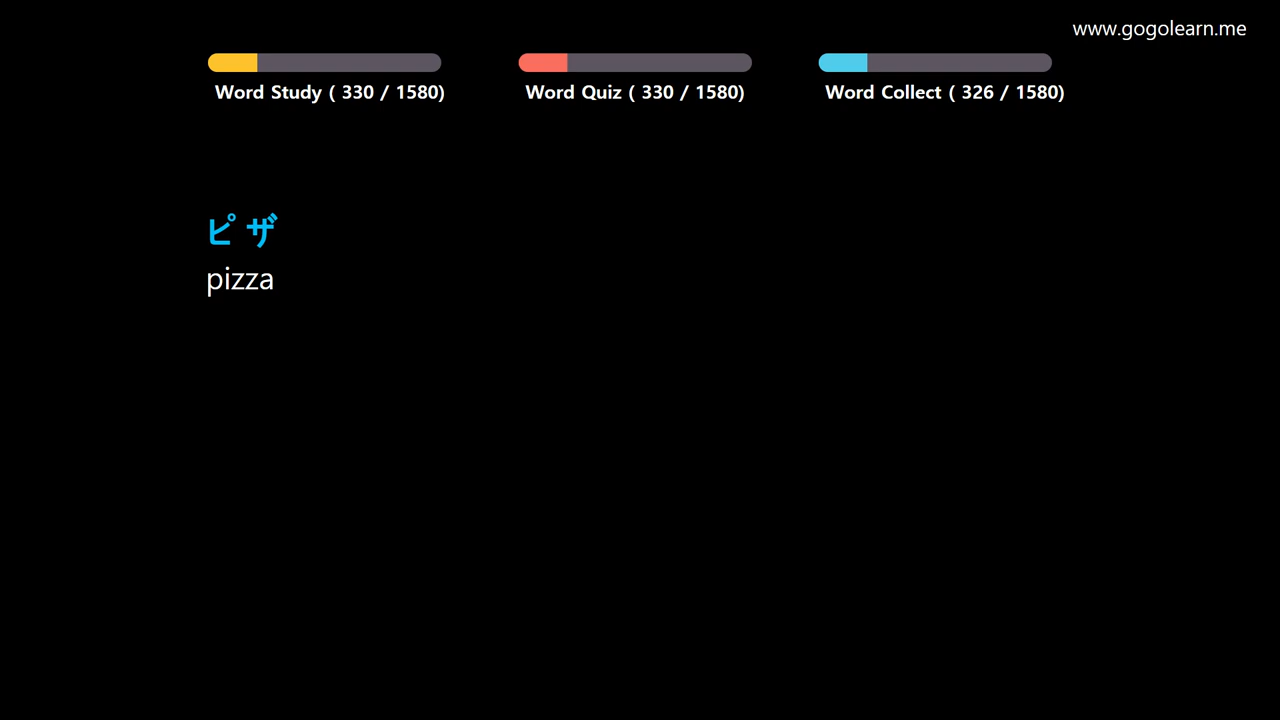 www.gogolearn.me
Word Study ( 330 / 1580)
Word Quiz ( 330 / 1580)
Word Collect ( 326 / 1580)
ピザ
pizza